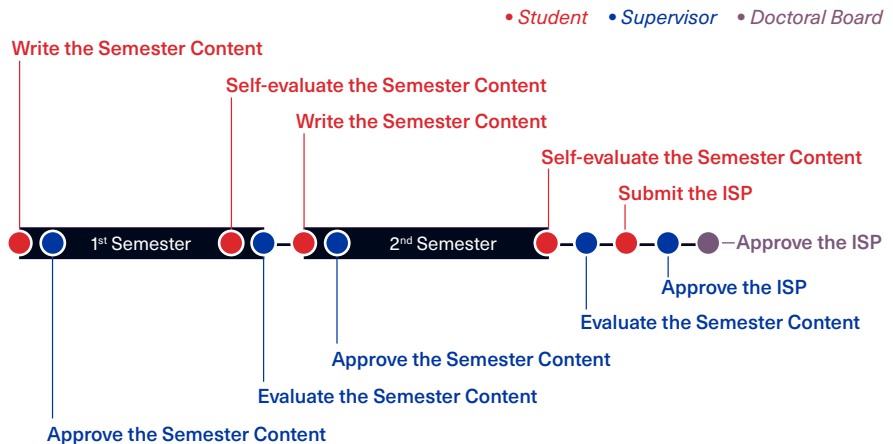 • Student • Supervisor • Doctoral Board
Write the Semester Content
Self-evaluate the Semester Content
Write the Semester Content
Self-evaluate the Semester Content
Submit the ISP
1st Semester
2nd Semester
Approve the ISP
Approve the ISP
Evaluate the Semester Content
Approve the Semester Content
Evaluate the Semester Content
Approve the Semester Content